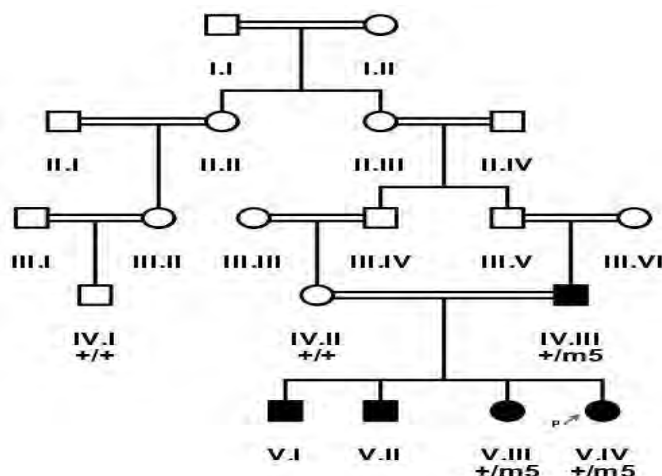 I.I I.II
II.I II.II II.III II.IV
III.I III.II III.III III.IV III.V III.VI
IV.I IV.II IV.III
+/+ +/+ +/m5
P
V.I V.II V.III V.IV
+/m5 +/m5